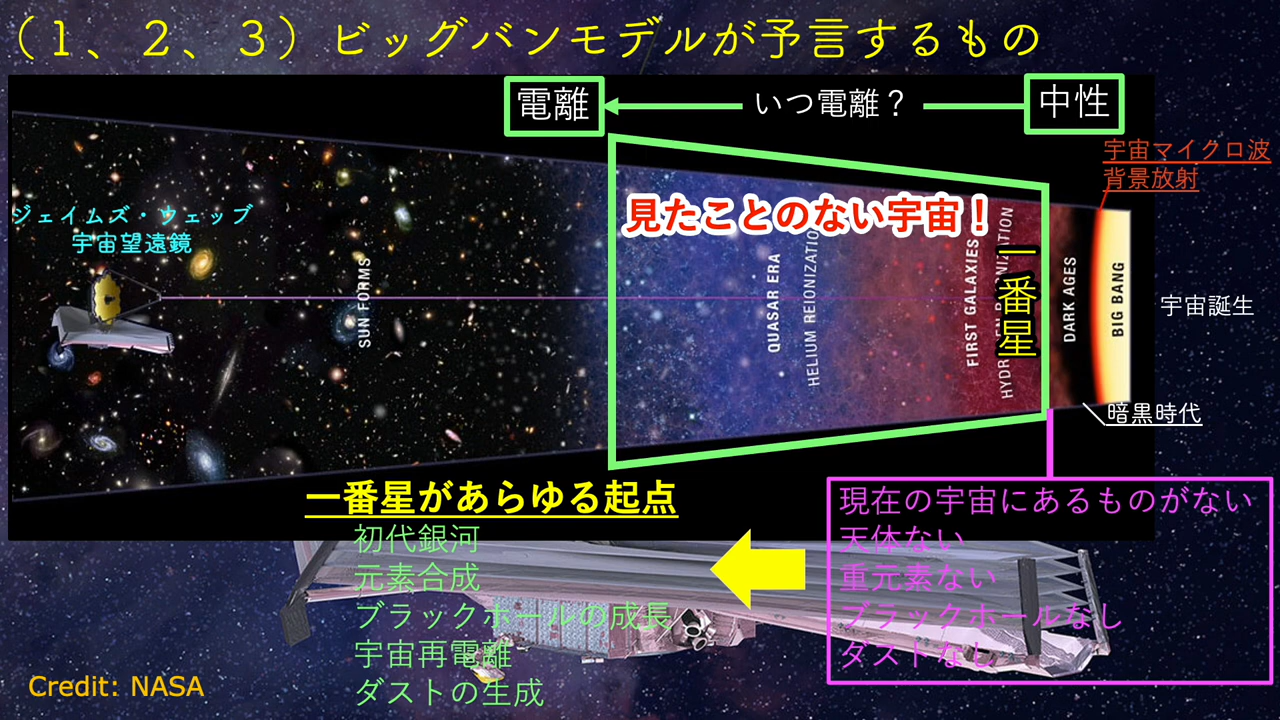 （１、２、３）ビッグバンモデルが予言するもの
電離
いつ電離？
中性
宇宙マイクロ波
背景放射
見たことのない宇宙！
ジェイムズ・ウェッブ
宇宙望遠鏡
SUN FORMS
QUASAR ERA
HELIUM REIONIZATION
FIRST GALAXIES
一番星
DARK AGES
BIG BANG
宇宙誕生
暗黒時代
一番星があらゆる起点
初代銀河
元素合成
ブラックホールの成長
宇宙再電離
ダストの生成
現在の宇宙にあるものがない
天体ない
重元素ない
ブラックホールなし
ダストなし
Credit: NASA